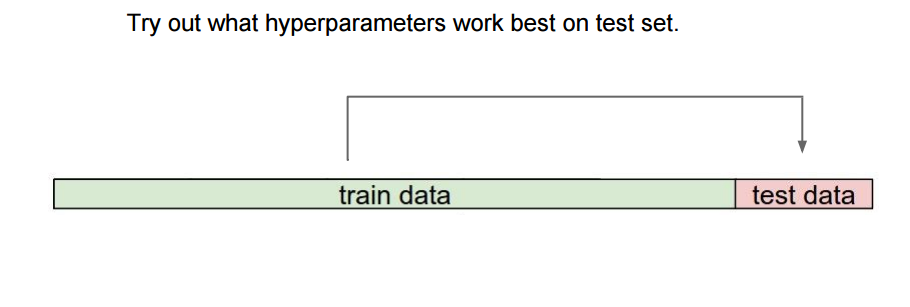 Try out what hyperparameters work best on test set.
train data
test data